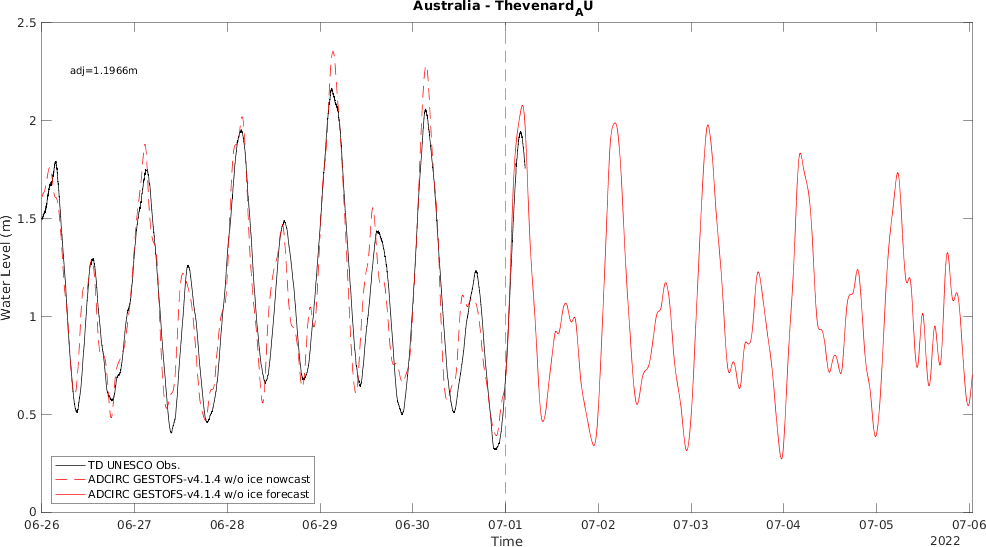 Australia - Thevenard_AU
2.5
adj=1.1966m
2
1.5
Water Level (m)
1
0.5
TD UNESCO Obs.
ADCIRC GESTOFS-v4.1.4 w/o ice nowcast
ADCIRC GESTOFS-v4.1.4 w/o ice forecast
0
06-26 06-27 06-28 06-29 06-30 07-01 07-02 07-03 07-04 07-05 07-06
Time 2022